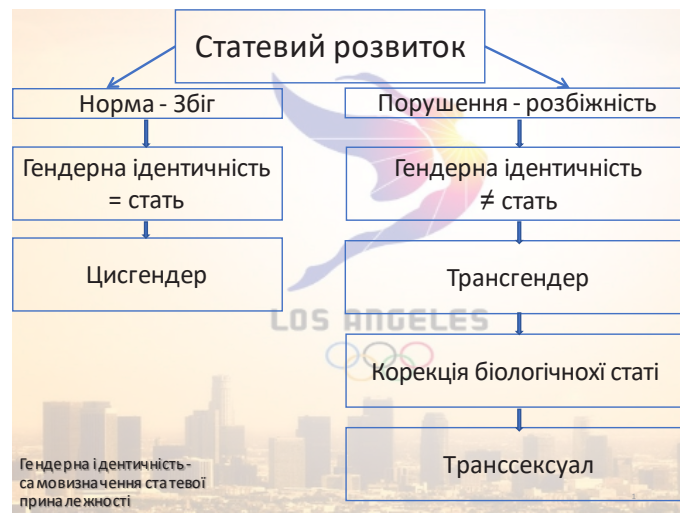 Статевий розвиток
Норма - Збіг
Порушення - розбіжність
Гендерна ідентичність
= стать
Гендерна ідентичність
≠ стать
Цисгендер
Трансгендер
LOS ANGELES
Корекція біологічнохї статі
Транссексуал
Гендерна ідентичність-
самовизначення статевої
приналежності